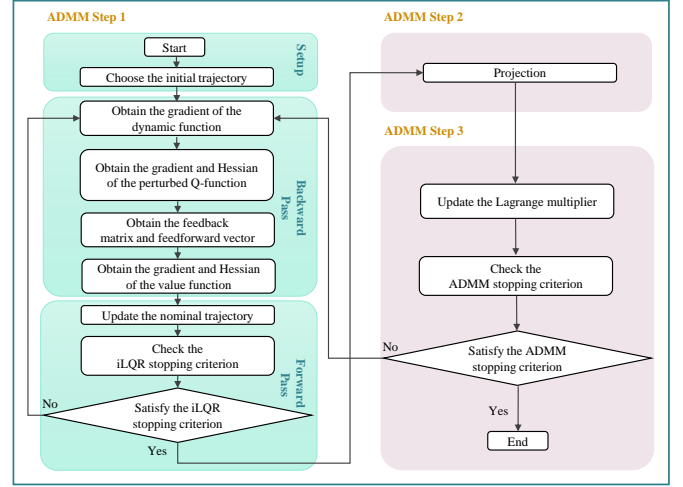 ADMM Step 1
Setup
Start
Choose the initial trajectory
Backward
Pass
Obtain the gradient of the
dynamic function
Obtain the gradient and Hessian
of the perturbed Q-function
Obtain the feedback
matrix and feedforward vector
Obtain the gradient and Hessian
of the value function
Forward
Pass
Update the nominal trajectory
Check the
iLQR stopping criterion
No
Satisfy the iLQR
stopping criterion
Yes
ADMM Step 2
Projection
ADMM Step 3
Update the Lagrange multiplier
Check the
ADMM stopping criterion
No
Satisfy the ADMM
stopping criterion
Yes
End